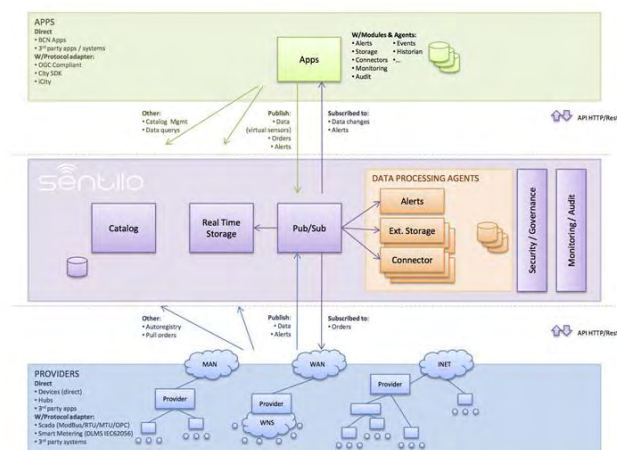 APPS
Direct
• BCN Apps
• 3rd party apps / systems
W/Protocol adapter:
• OGC Compliant
• City SDK
• iCity
Apps
W/Modules & Agents:
• Alerts
• Storage
• Connectors
• Monitoring
• Audit
• Events
• Historian
•...
Other:
• Catalog Mgmt
• Data querys
Publish:
• Data
(virtual sensors)
• Orders
• Alerts
Subscribed to:
• Data changes
• Alerts
API HTTP/Rest
sentilo
Catalog
Real Time
Storage
Pub/Sub
DATA PROCESSING AGENTS
Alerts
Ext. Storage
Connector
Security / Governance
Monitoring / Audit
Other:
• Autoregistry
• Pull orders
Publish:
• Data
• Alerts
Subscribed to:
• Orders
API HTTP/Rest
MAN
WAN
INET
PROVIDERS
Direct
• Devices (direct)
• Hubs
• 3rd party apps
W/Protocol adapter:
• Scada (ModBus/RTU/MTU/OPC)
• Smart Metering (DLMS IEC62056)
• 3rd party systems
Provider
Provider
WNS
Provider